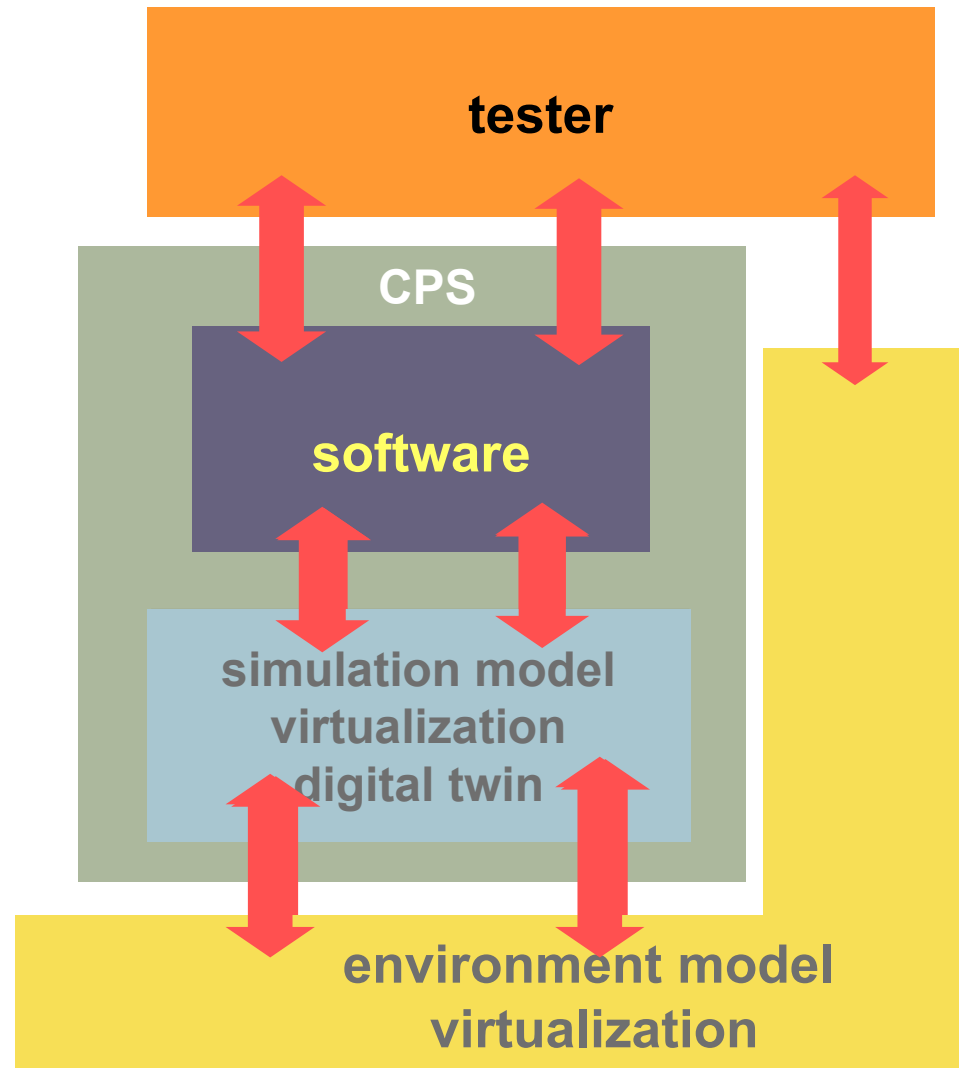 tester
CPS
software
simulation model
virtualization
digital twin
environment model
virtualization